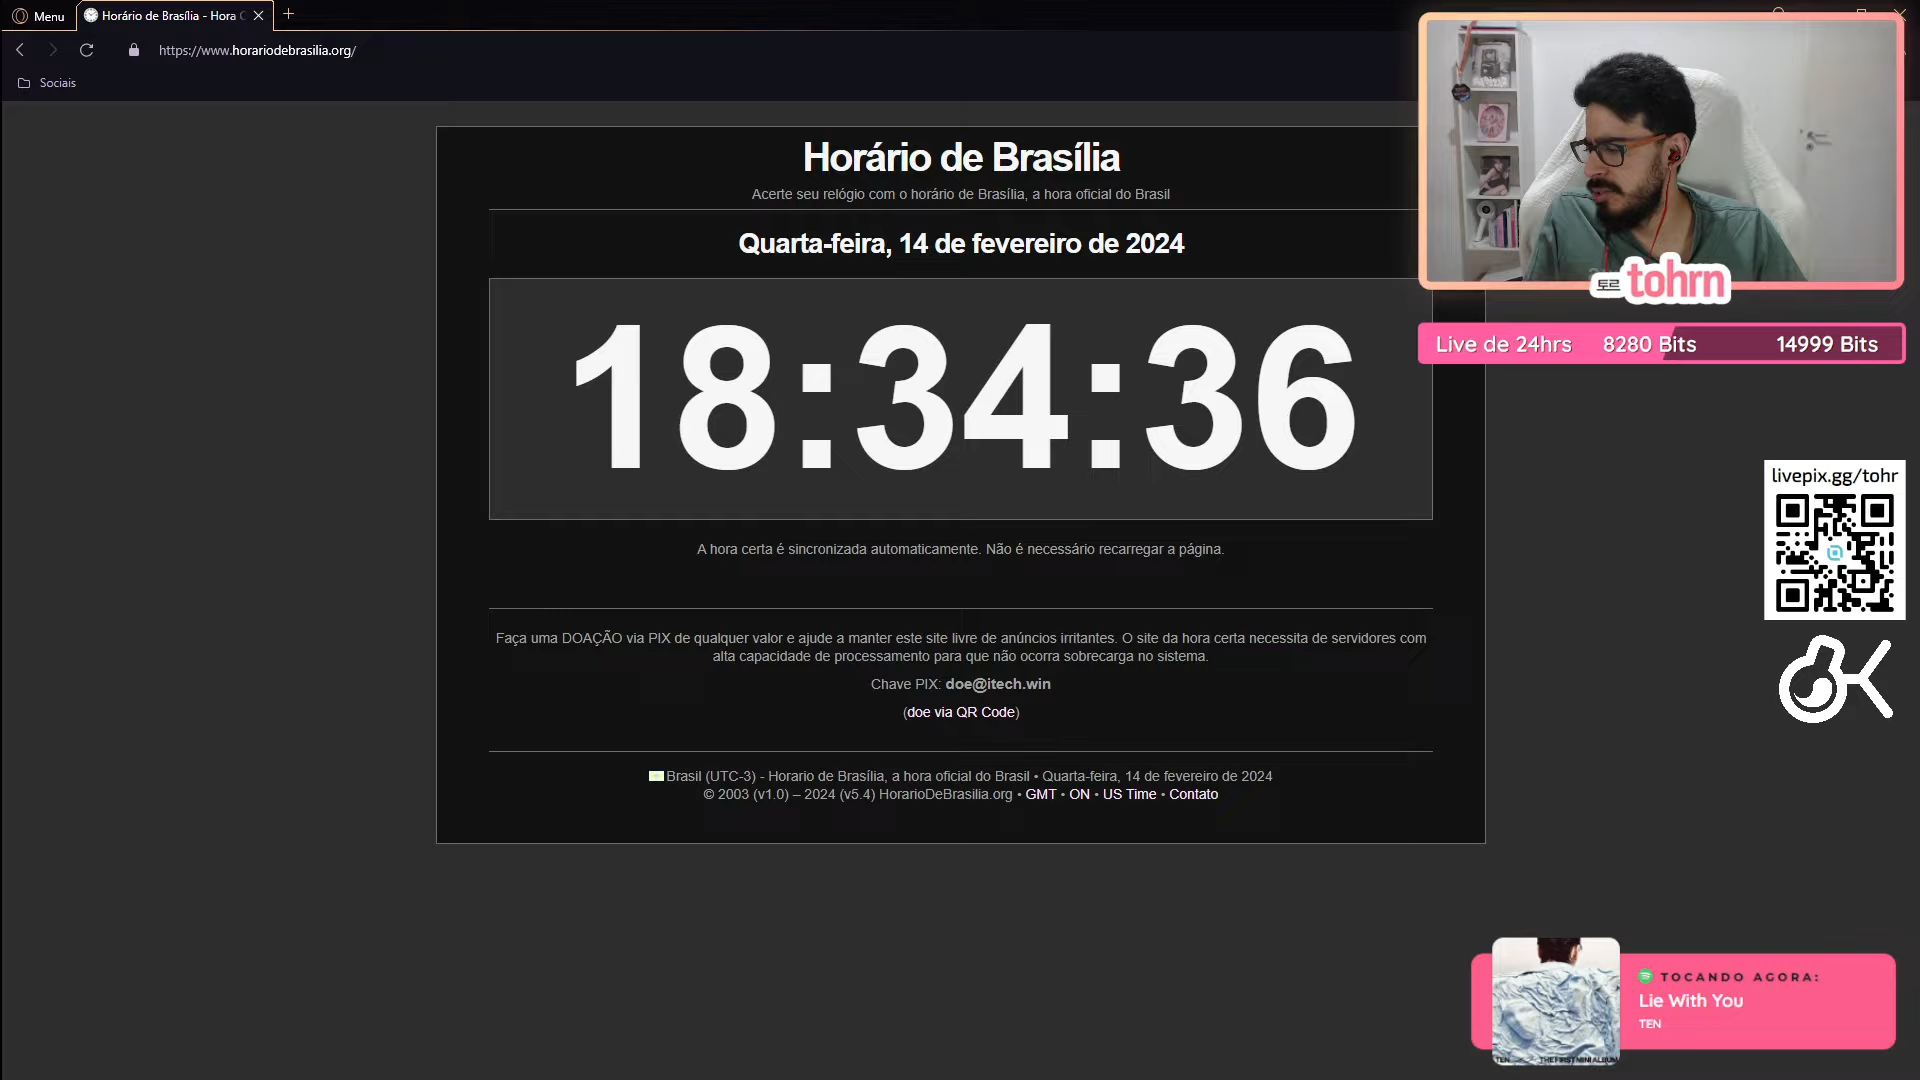 Menu
Horário de Brasília - Hora
https://www.horariodebrasilia.org/
Sociais
Horário de Brasília
Acerte seu relógio com o horário de Brasília, a hora oficial do Brasil
Quarta-feira, 14 de fevereiro de 2024
18:34:36
A hora certa é sincronizada automaticamente. Não é necessário recarregar a página.
Faça uma DOAÇÃO via PIX de qualquer valor e ajude a manter este site livre de anúncios irritantes. O site da hora certa necessita de servidores com
alta capacidade de processamento para que não ocorra sobrecarga no sistema.
Chave PIX: doe@itech.win
(doe via QR Code)
Brasil (UTC-3) - Horario de Brasília, a hora oficial do Brasil • Quarta-feira, 14 de fevereiro de 2024
© 2003 (v1.0) – 2024 (v5.4) HorarioDeBrasilia.org • GMT • ON • US Time • Contato
토르 tohrn
Live de 24hrs 8280 Bits 14999 Bits
livepix.gg/tohr
TOCANDO AGORA:
Lie With You
TEN
TEN THE FIRST MINI ALBUM